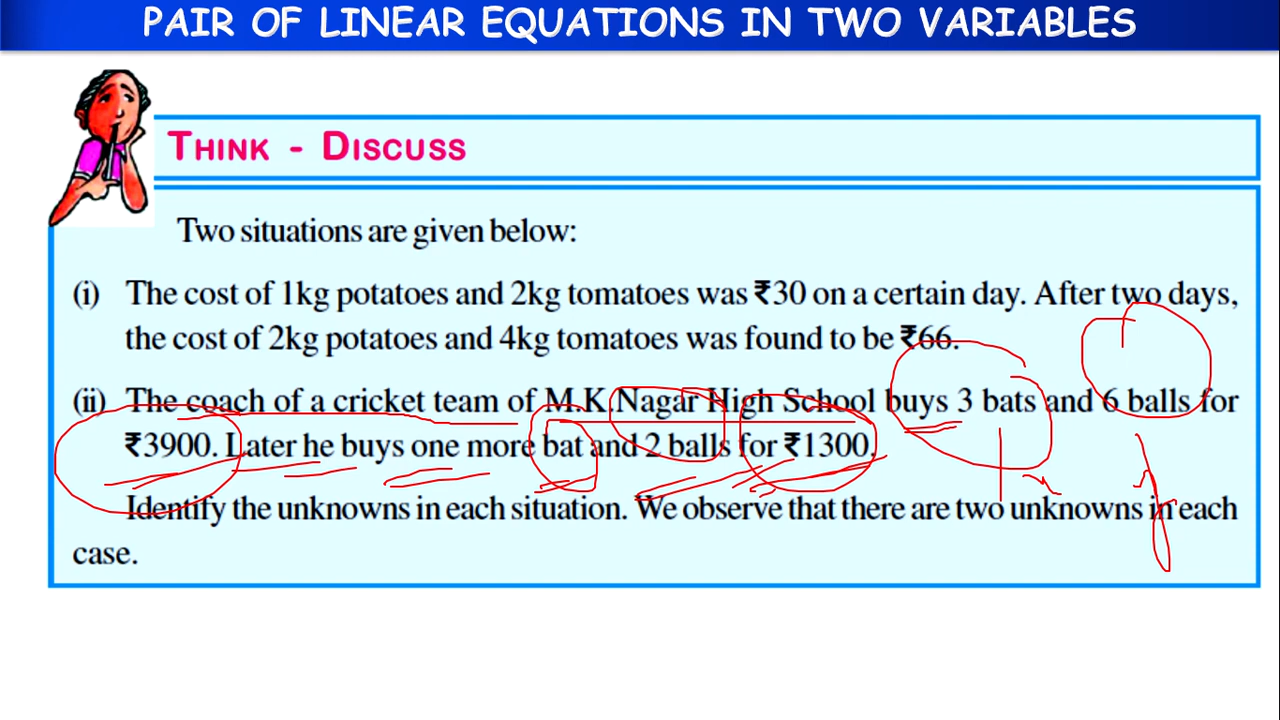 PAIR OF LINEAR EQUATIONS IN TWO VARIABLES
THINK - DISCUSS
Two situations are given below:
(i) The cost of 1kg potatoes and 2kg tomatoes was ₹30 on a certain day. After two days,
the cost of 2kg potatoes and 4kg tomatoes was found to be ₹66.
(ii) The coach of a cricket team of M.K.Nagar High School buys 3 bats and 6 balls for
₹3900. Later he buys one more bat and 2 balls for ₹1300.
x
y
Identify the unknowns in each situation. We observe that there are two unknowns in each
case.